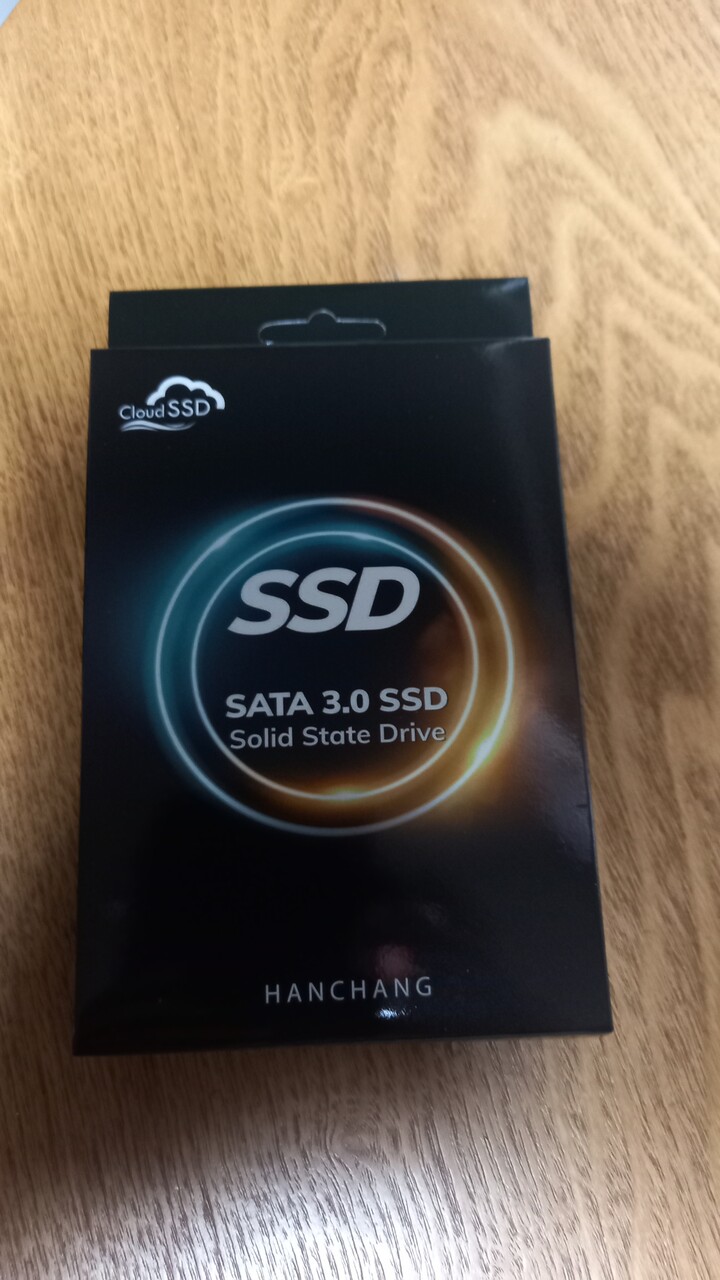 Cloud SSD
SSD
SATA 3.0 SSD
Solid State Drive
HANCHANG